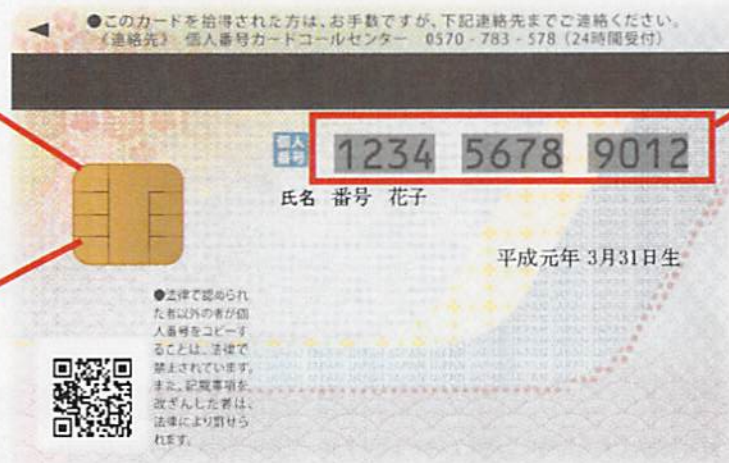 ●このカードを拾得された方は、お手数ですが、下記連絡先までご連絡ください。
《連絡先》 個人番号カードコールセンター 0570-783-578（24時間受付）
個人番号 1234 5678 9012
氏名 番号 花子
平成元年 3月31日生
●法律で認められ
た者以外の者が個
人番号をコピーす
ることは、法律で
禁止されています。
また、記載事項を
改ざんした者は、
法律により罰せら
れます。